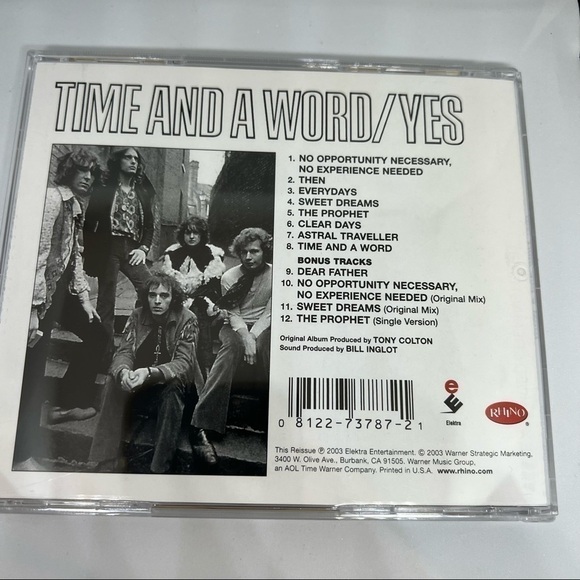 TIME AND A WORD/YES
1. NO OPPORTUNITY NECESSARY,
NO EXPERIENCE NEEDED
2. THEN
3. EVERYDAYS
4. SWEET DREAMS
5. THE PROPHET
6. CLEAR DAYS
7. ASTRAL TRAVELLER
8. TIME AND A WORD
BONUS TRACKS
9. DEAR FATHER
10. NO OPPORTUNITY NECESSARY,
NO EXPERIENCE NEEDED (Original Mix)
11. SWEET DREAMS (Original Mix)
12. THE PROPHET (Single Version)
Original Album Produced by TONY COLTON
Sound Produced by BILL INGLOT
0 81227-3787-2 1
e
E
Elektra
RHINO®
This Reissue ℗ 2003 Elektra Entertainment. © 2003 Warner Strategic Marketing,
3400 W. Olive Ave., Burbank, CA 91505. Warner Music Group,
an AOL Time Warner Company. Printed in U.S.A. www.rhino.com